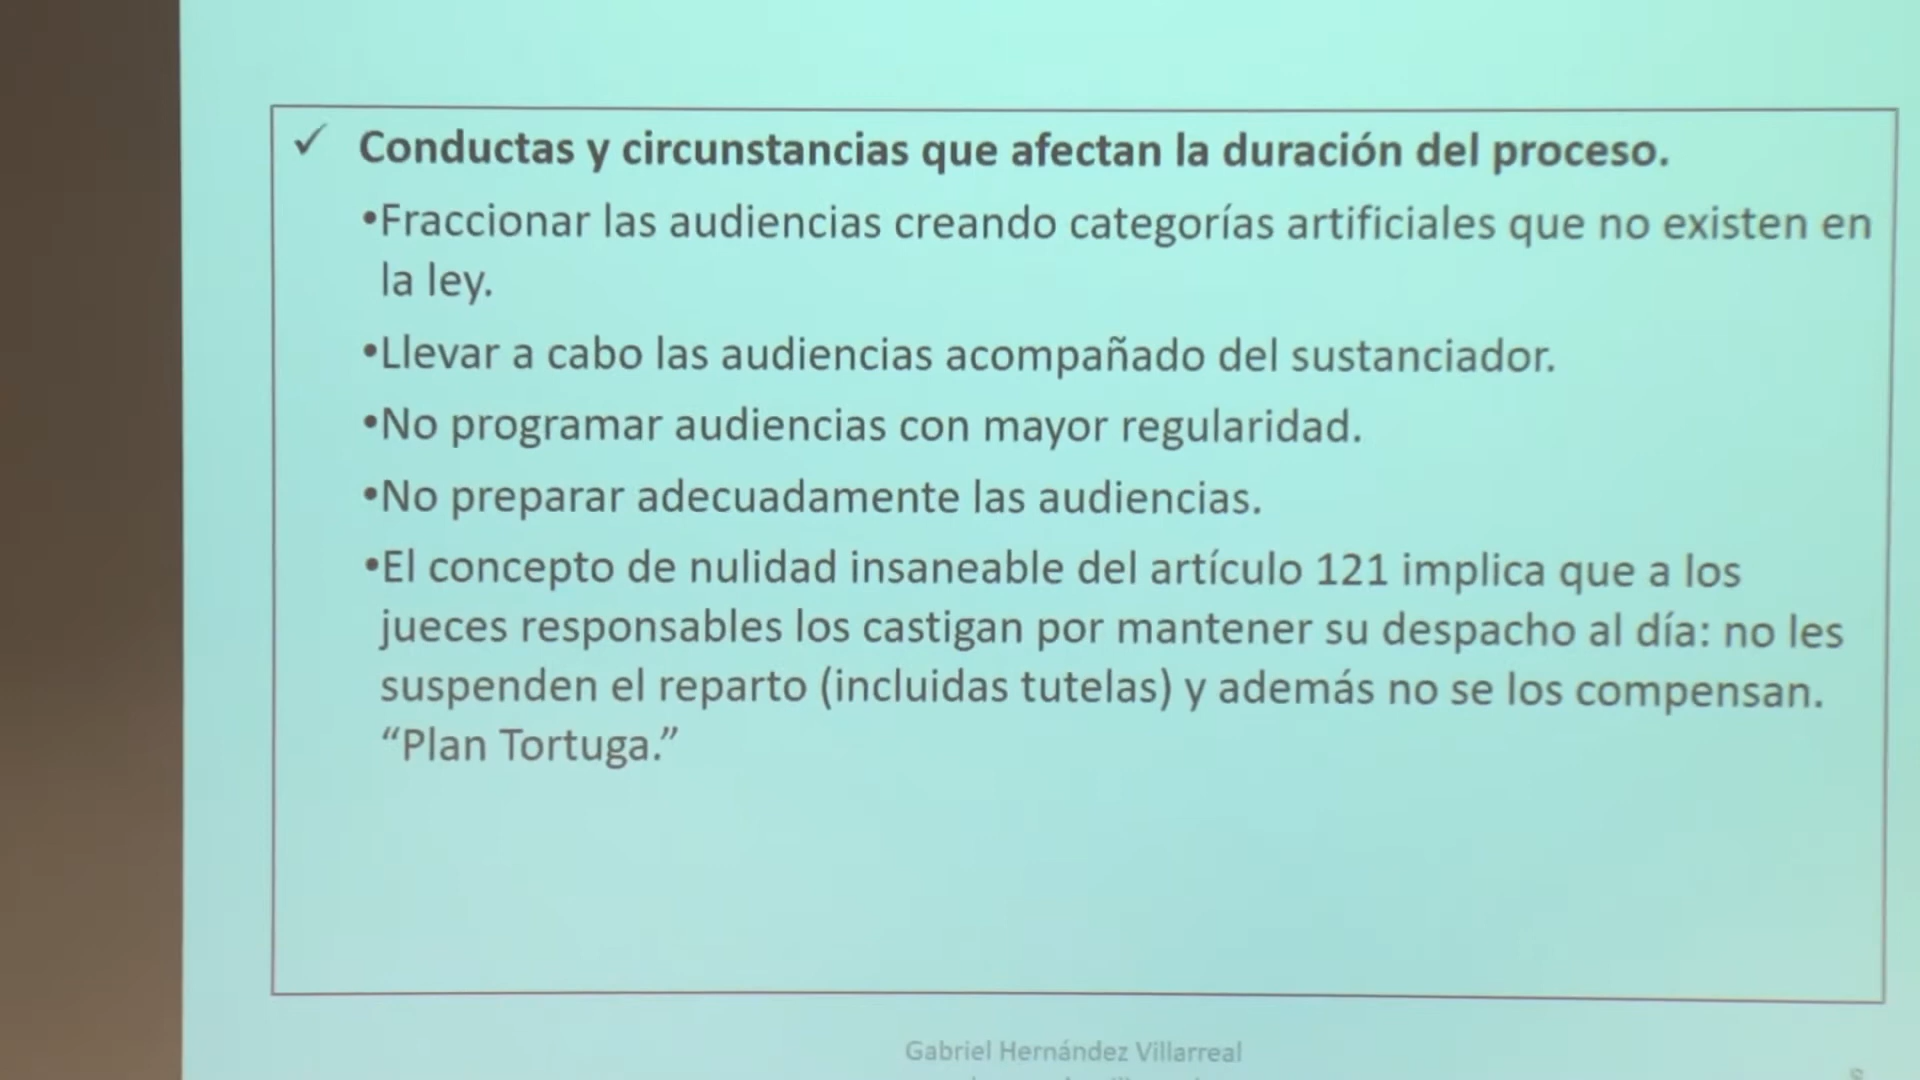 ✓ Conductas y circunstancias que afectan la duración del proceso.
•Fraccionar las audiencias creando categorías artificiales que no existen en
la ley.
•Llevar a cabo las audiencias acompañado del sustanciador.
•No programar audiencias con mayor regularidad.
•No preparar adecuadamente las audiencias.
•El concepto de nulidad insaneable del artículo 121 implica que a los
jueces responsables los castigan por mantener su despacho al día: no les
suspenden el reparto (incluidas tutelas) y además no se los compensan.
“Plan Tortuga.”
Gabriel Hernández Villarreal